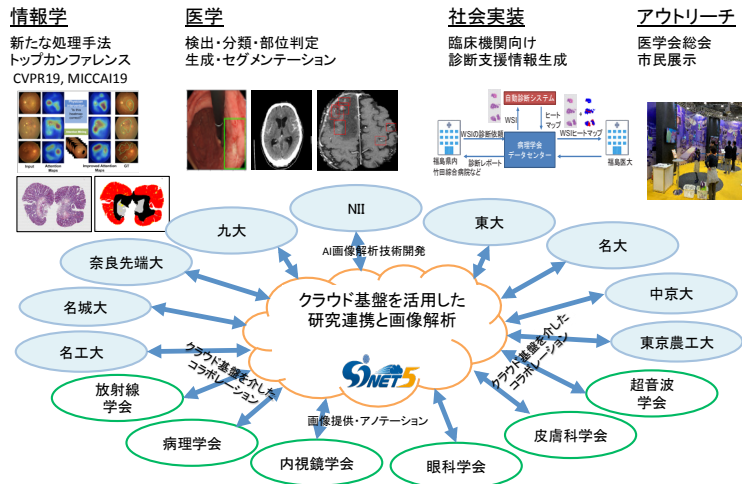 情報学
新たな処理手法
トップカンファレンス
CVPR19, MICCAI19
Input
Attention
Maps
Improved Attention
Maps
GT
医学
検出・分類・部位判定
生成・セグメンテーション
社会実装
臨床機関向け
診断支援情報生成
自動診断システム
WSI
ヒート
マップ
WSIの診断依頼
WSIヒートマップ
病理学会
データセンター
診断レポート
福島県内
竹田綜合病院など
福島医大
アウトリーチ
医学会総会
市民展示
NII
九大
東大
奈良先端大
名大
名城大
中京大
名工大
東京農工大
AI画像解析技術開発
クラウド基盤を活用した
研究連携と画像解析
SINET5
クラウド基盤を介した
コラボレーション
クラウド基盤を介した
コラボレーション
画像提供・アノテーション
放射線
学会
病理学会
内視鏡学会
眼科学会
皮膚科学会
超音波
学会